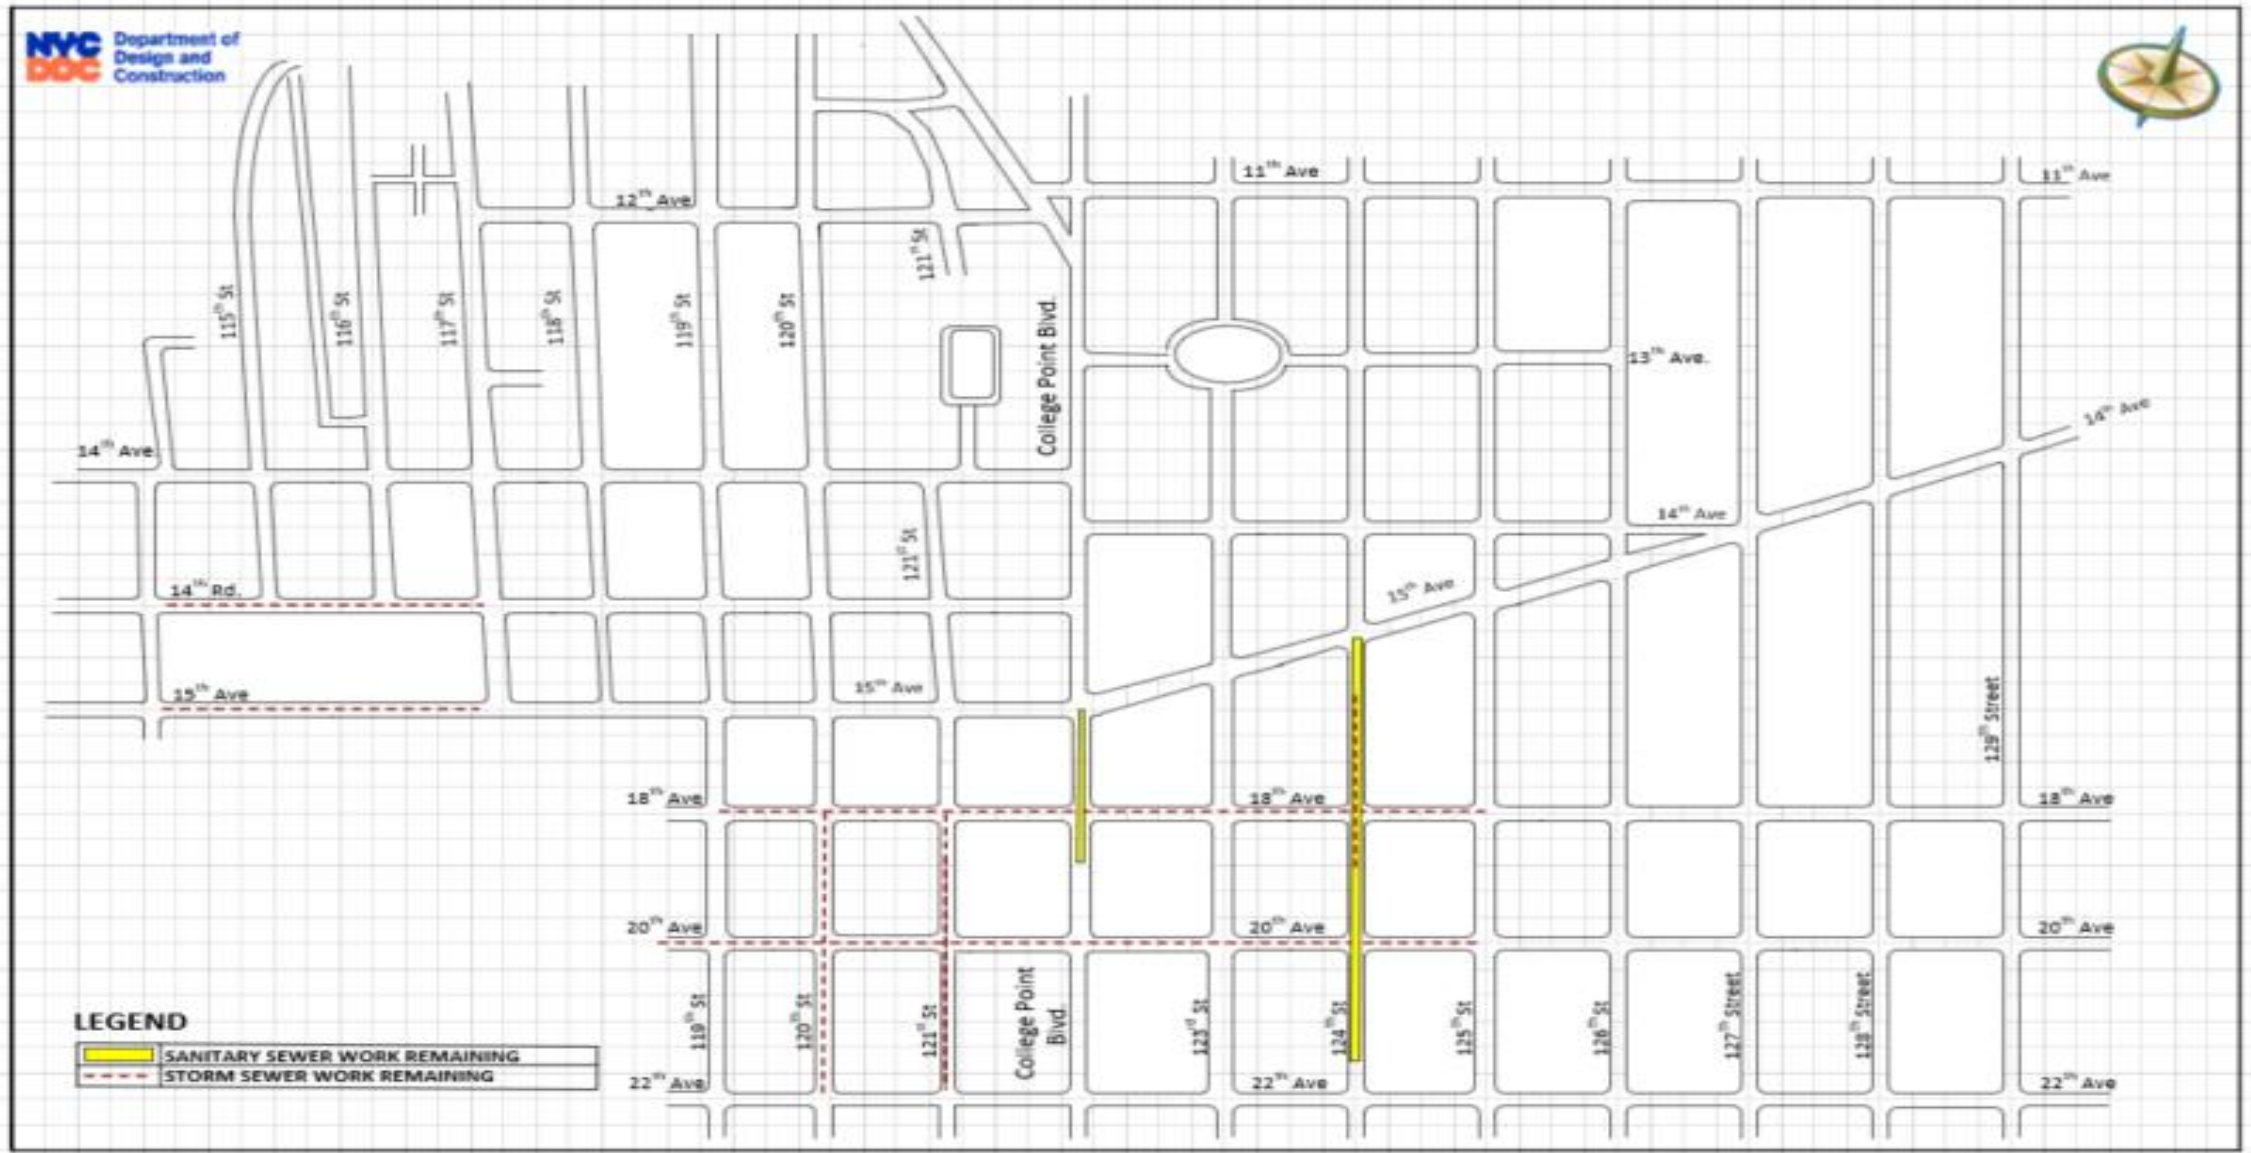 NYC Department of
DDC Design and
Construction
11th Ave
11th Ave
12th Ave
121st St
115th St
116th St
117th St
118th St
119th St
120th St
College Point Blvd.
13th Ave.
14th Ave
14th Ave.
14th Ave
121st St
14th Rd.
15th Ave
15th Ave
15th Ave
129th Street
18th Ave
18th Ave
18th Ave
20th Ave
20th Ave
20th Ave
119th St
120th St
121st St
College Point
Blvd.
123rd St
124th St
125th St
126th St
127th Street
128th Street
22th Ave
22th Ave
22th Ave
LEGEND
SANITARY SEWER WORK REMAINING
STORM SEWER WORK REMAINING